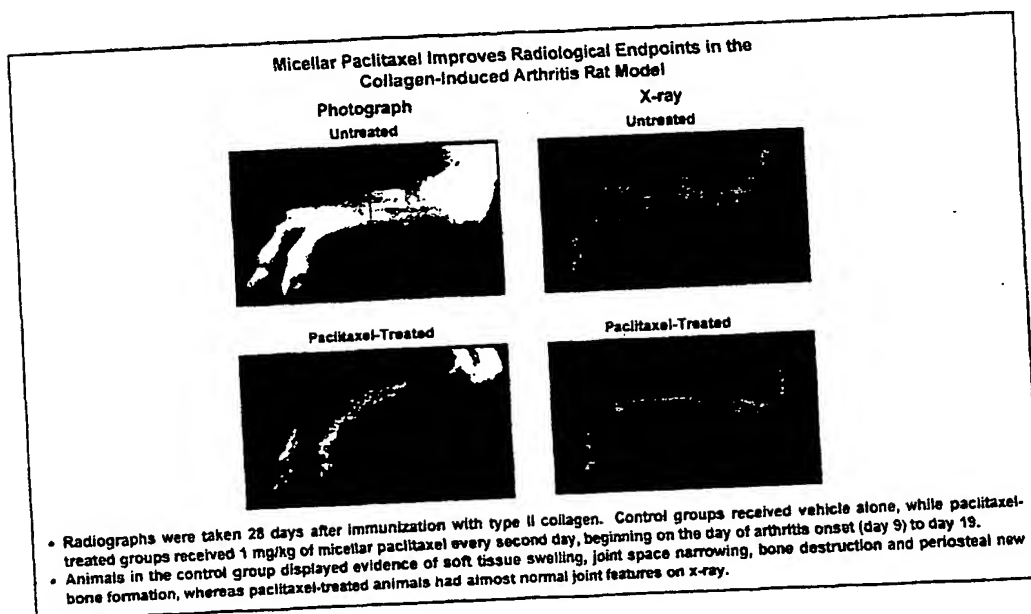 Micellar Paclitaxel Improves Radiological Endpoints in the
Collagen-Induced Arthritis Rat Model
Photograph
X-ray
Untreated
Untreated
Paclitaxel-Treated
Paclitaxel-Treated
• Radiographs were taken 28 days after immunization with type II collagen. Control groups received vehicle alone, while paclitaxel-
treated groups received 1 mg/kg of micellar paclitaxel every second day, beginning on the day of arthritis onset (day 9) to day 19.
• Animals in the control group displayed evidence of soft tissue swelling, joint space narrowing, bone destruction and periosteal new
bone formation, whereas paclitaxel-treated animals had almost normal joint features on x-ray.